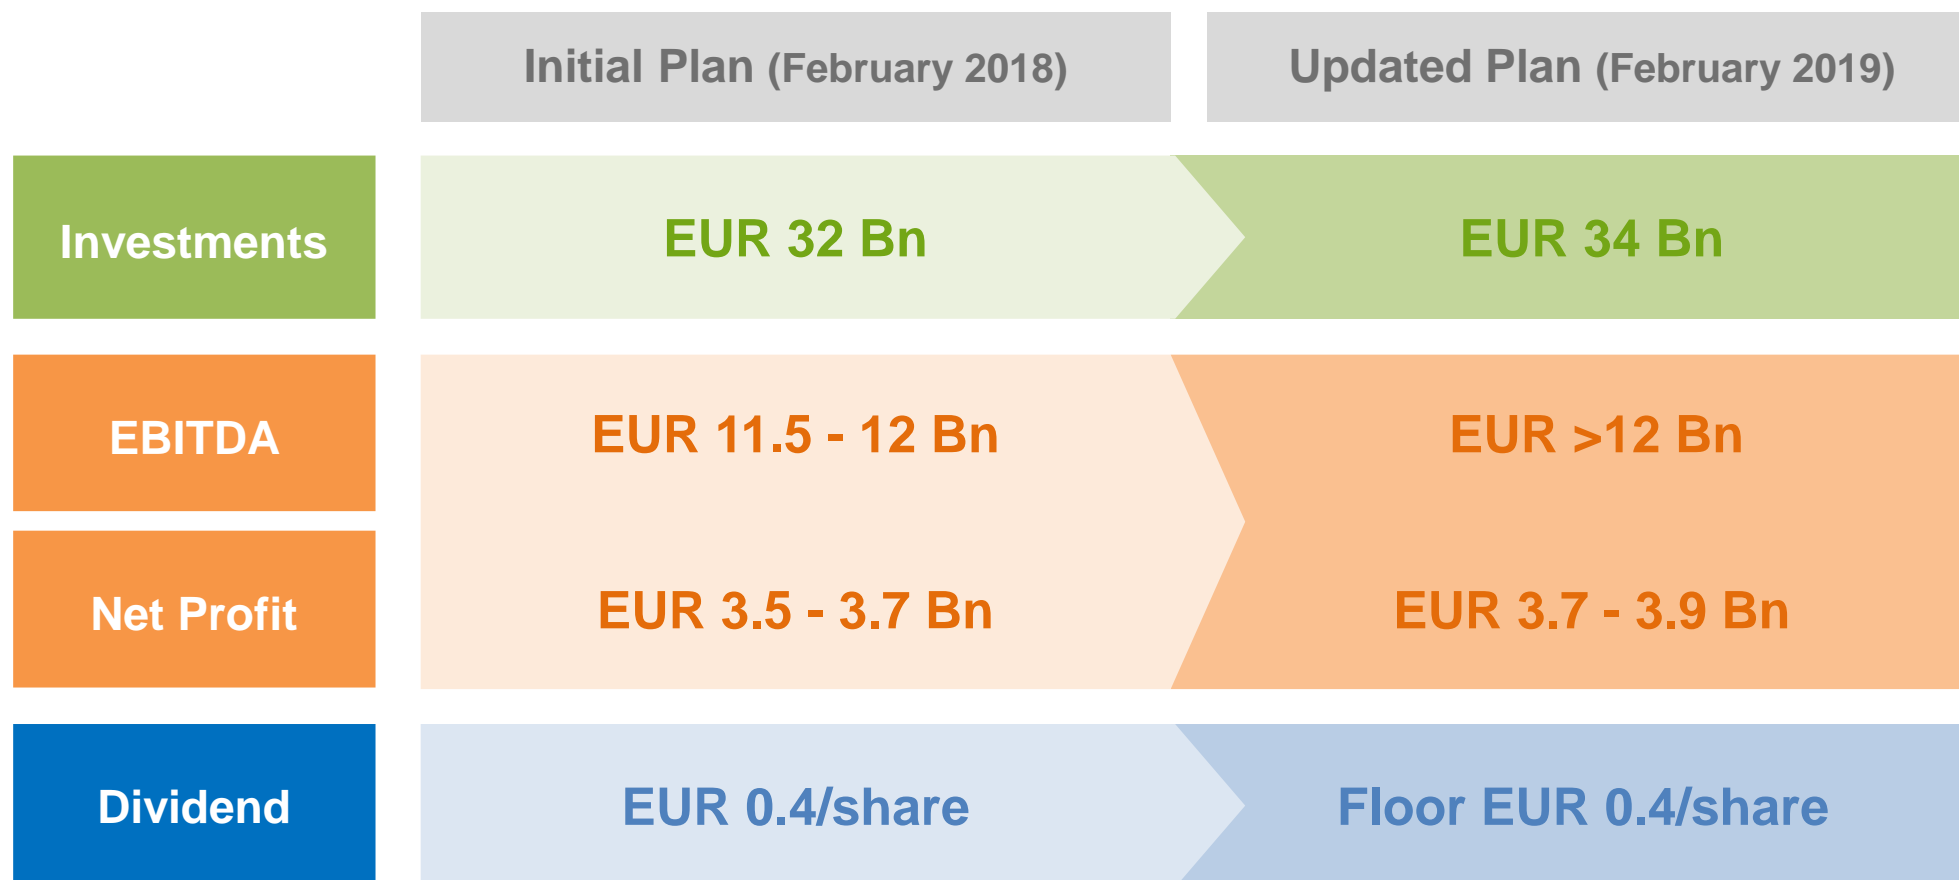 Initial Plan (February 2018) Updated Plan (February 2019)
Investments EUR 32 Bn EUR 34 Bn
EBITDA EUR 11.5 - 12 Bn EUR >12 Bn
Net Profit EUR 3.5 - 3.7 Bn EUR 3.7 - 3.9 Bn
Dividend EUR 0.4/share Floor EUR 0.4/share